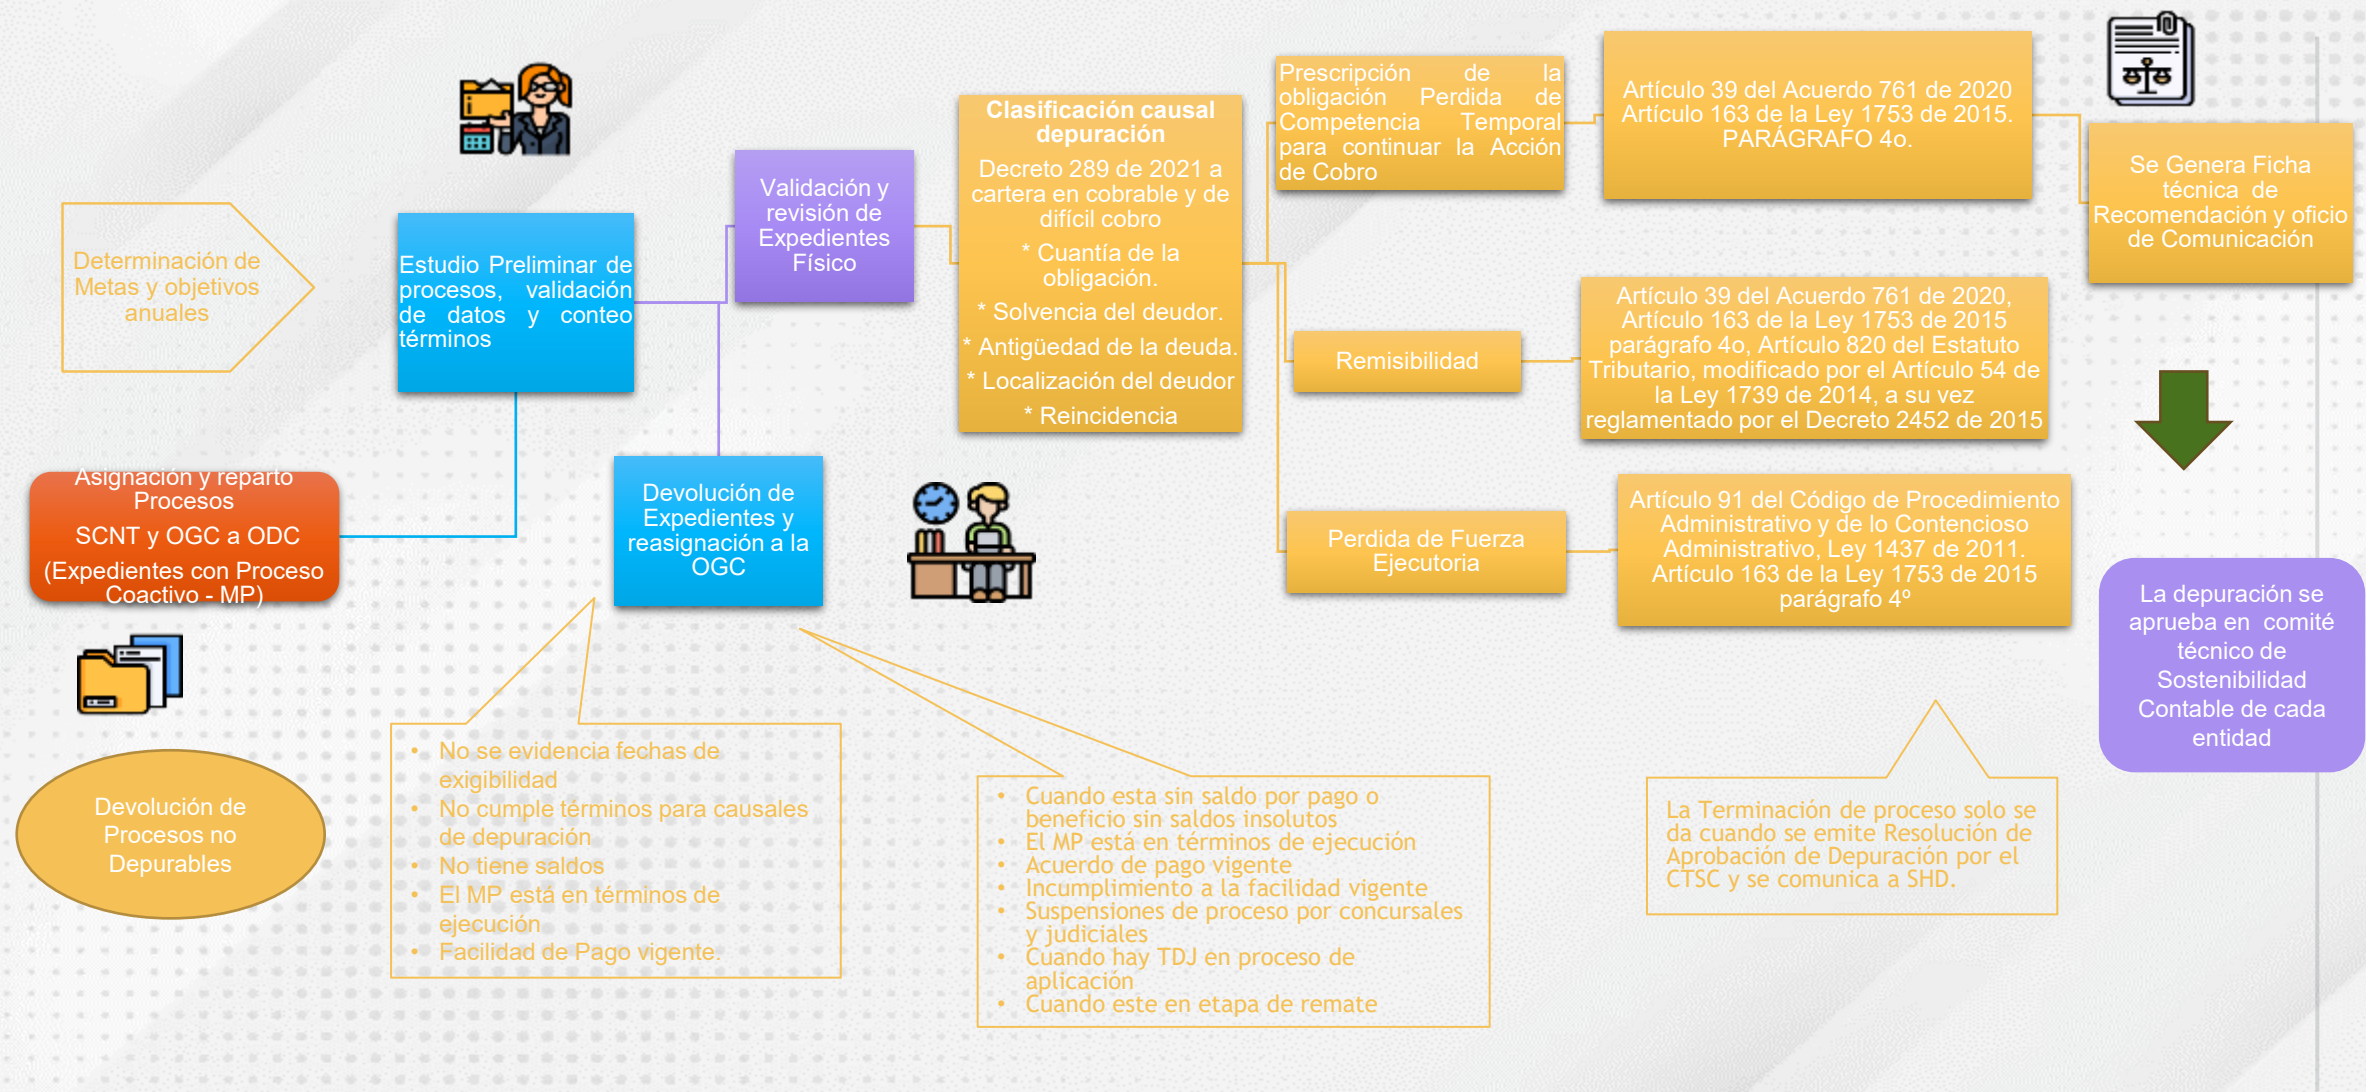 Determinación de
Metas y objetivos
anuales
Asignación y reparto
Procesos
SCNT y OGC a ODC
(Expedientes con Proceso
Coactivo - MP)
Devolución de
Procesos no
Depurables
Estudio Preliminar de
procesos, validación
de datos y conteo
términos
Validación y
revisión de
Expedientes
Físico
Devolución de
Expedientes y
reasignación a la
OGC
• No se evidencia fechas de
exigibilidad
• No cumple términos para causales
de depuración
• No tiene saldos
• El MP está en términos de
ejecución
• Facilidad de Pago vigente.
Clasificación causal
depuración
Decreto 289 de 2021 a
cartera en cobrable y de
difícil cobro
* Cuantía de la
obligación.
* Solvencia del deudor.
* Antigüedad de la deuda.
* Localización del deudor
* Reincidencia
• Cuando esta sin saldo por pago o
beneficio sin saldos insolutos
• El MP está en términos de ejecución
• Acuerdo de pago vigente
• Incumplimiento a la facilidad vigente
• Suspensiones de proceso por concursales
y judiciales
• Cuando hay TDJ en proceso de
aplicación
• Cuando este en etapa de remate
Prescripción de la
obligación Perdida de
Competencia Temporal
para continuar la Acción
de Cobro
Artículo 39 del Acuerdo 761 de 2020
Artículo 163 de la Ley 1753 de 2015.
PARÁGRAFO 4o.
Remisibilidad
Artículo 39 del Acuerdo 761 de 2020,
Artículo 163 de la Ley 1753 de 2015
parágrafo 4o, Artículo 820 del Estatuto
Tributario, modificado por el Artículo 54 de
la Ley 1739 de 2014, a su vez
reglamentado por el Decreto 2452 de 2015
Perdida de Fuerza
Ejecutoria
Artículo 91 del Código de Procedimiento
Administrativo y de lo Contencioso
Administrativo, Ley 1437 de 2011.
Artículo 163 de la Ley 1753 de 2015
parágrafo 4º
Se Genera Ficha
técnica de
Recomendación y oficio
de Comunicación
La depuración se
aprueba en comité
técnico de
Sostenibilidad
Contable de cada
entidad
La Terminación de proceso solo se
da cuando se emite Resolución de
Aprobación de Depuración por el
CTSC y se comunica a SHD.